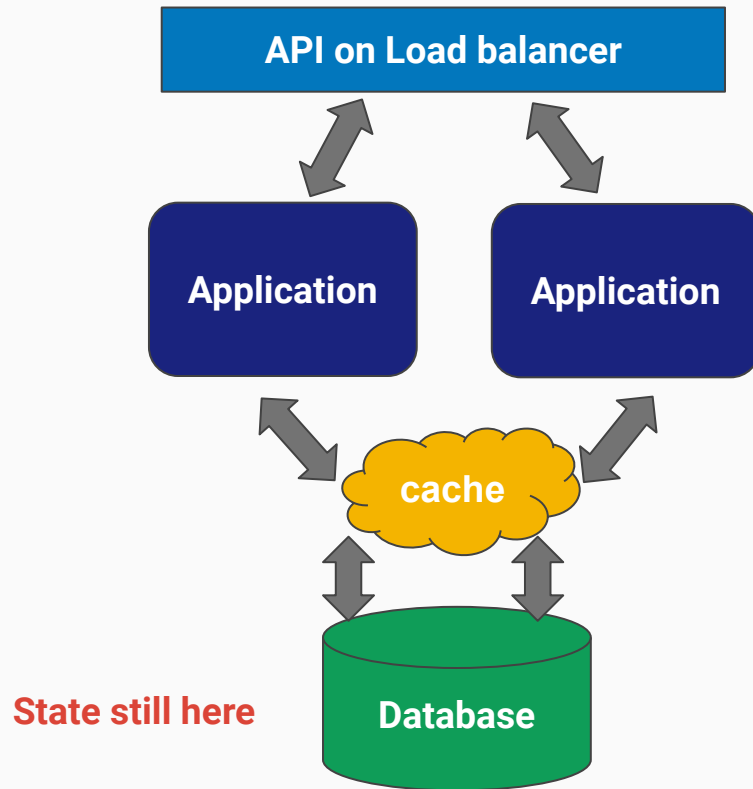 API on Load balancer
Application
Application
cache
State still here
Database